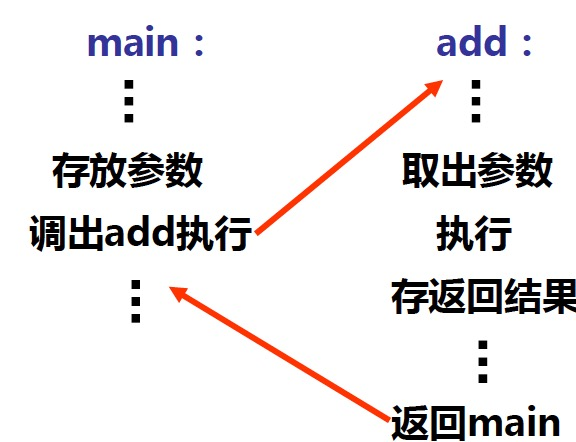 main：
⋮
存放参数
调出add执行
⋮
add：
⋮
取出参数
执行
存返回结果
⋮
返回main